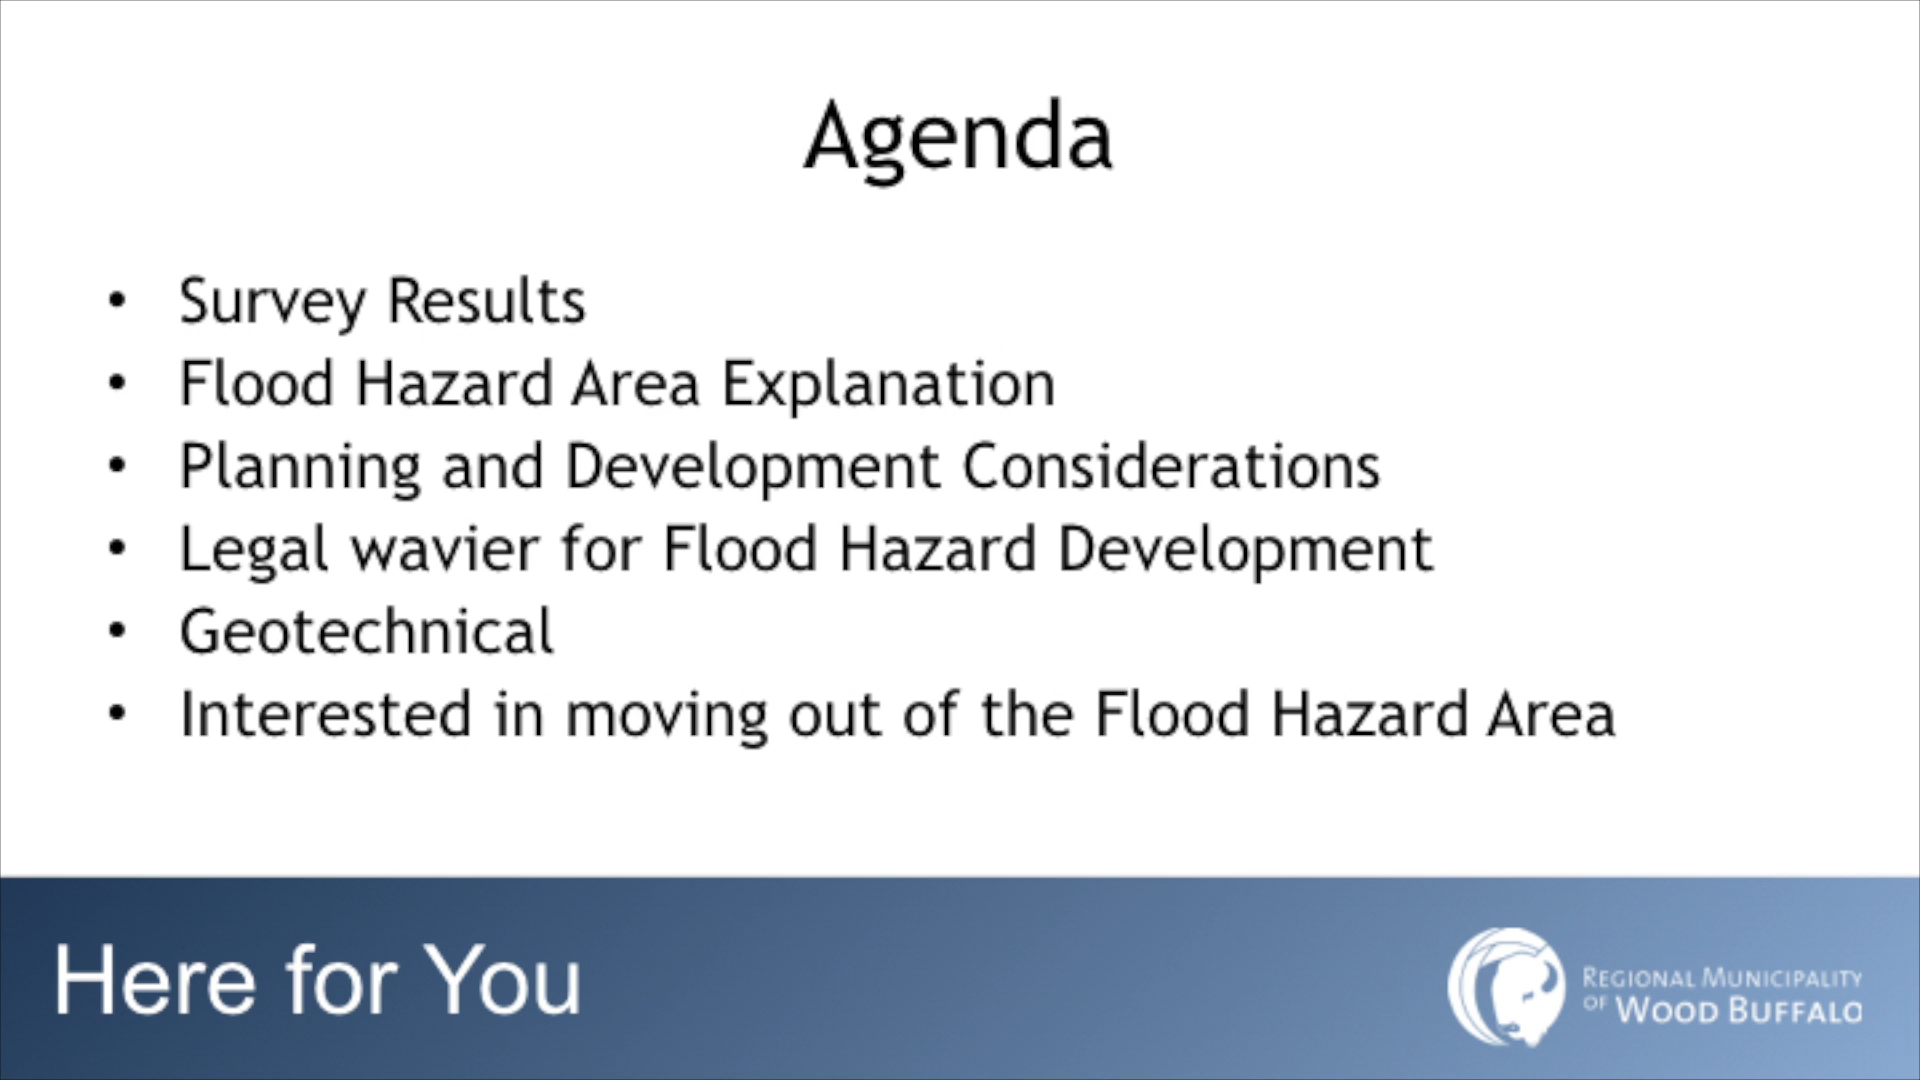 Agenda
• Survey Results
• Flood Hazard Area Explanation
• Planning and Development Considerations
• Legal wavier for Flood Hazard Development
• Geotechnical
• Interested in moving out of the Flood Hazard Area
Here for You
REGIONAL MUNICIPALITY
OF WOOD BUFFALO